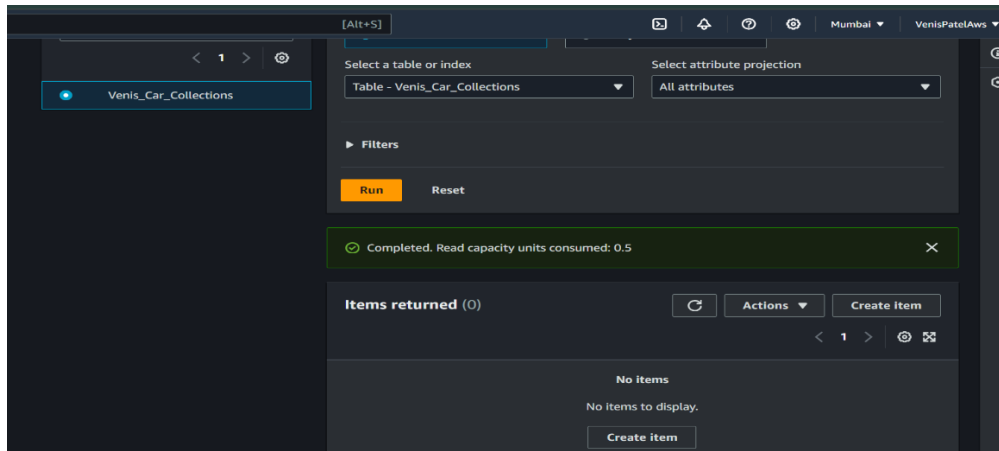 [Alt+S]
Mumbai ▼
VenisPatelAws ▼
< 1 >
Venis_Car_Collections
Select a table or index
Select attribute projection
Table - Venis_Car_Collections
All attributes
Filters
Run
Reset
Completed. Read capacity units consumed: 0.5
Items returned (0)
Actions
Create item
< 1 >
No items
No items to display.
Create item